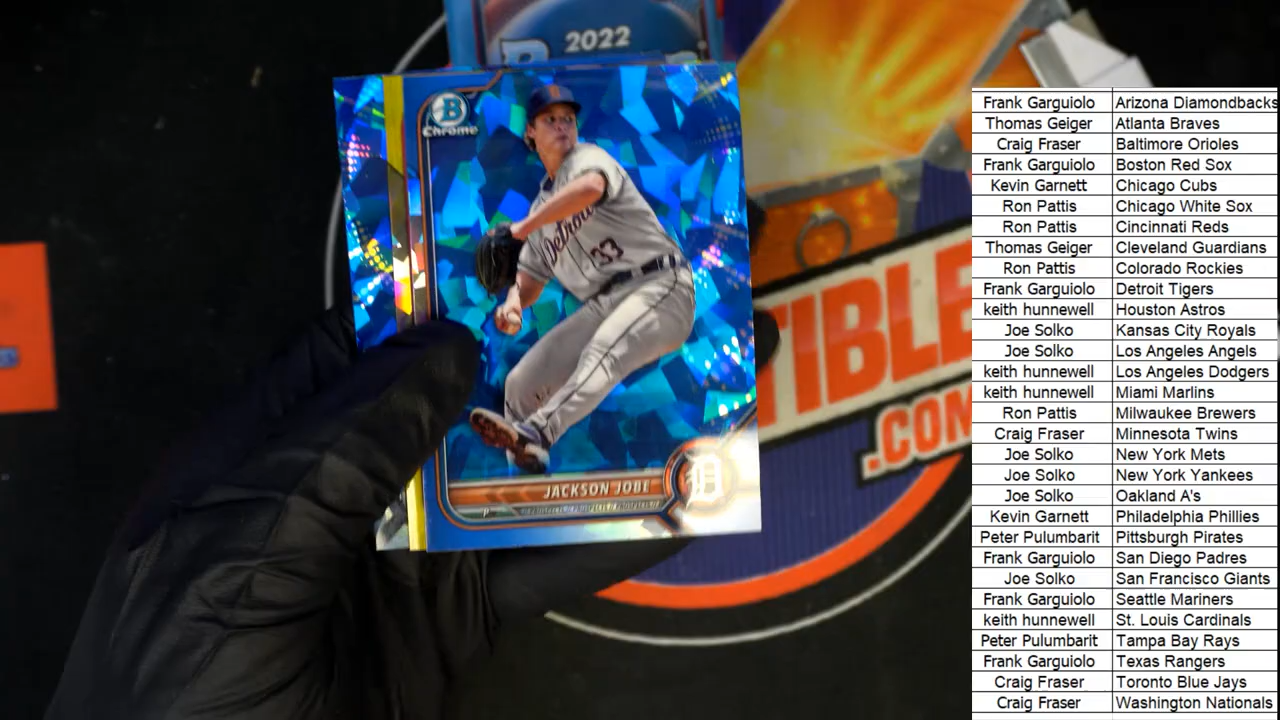 2022
B
Chrome
Detroit
33
JACKSON JOBE
D
TIBLE
.COM
Frank Garguiolo Arizona Diamondbacks
Thomas Geiger Atlanta Braves
Craig Fraser Baltimore Orioles
Frank Garguiolo Boston Red Sox
Kevin Garnett Chicago Cubs
Ron Pattis Chicago White Sox
Ron Pattis Cincinnati Reds
Thomas Geiger Cleveland Guardians
Ron Pattis Colorado Rockies
Frank Garguiolo Detroit Tigers
keith hunnewell Houston Astros
Joe Solko Kansas City Royals
Joe Solko Los Angeles Angels
keith hunnewell Los Angeles Dodgers
keith hunnewell Miami Marlins
Ron Pattis Milwaukee Brewers
Craig Fraser Minnesota Twins
Joe Solko New York Mets
Joe Solko New York Yankees
Joe Solko Oakland A's
Kevin Garnett Philadelphia Phillies
Peter Pulumbarit Pittsburgh Pirates
Frank Garguiolo San Diego Padres
Joe Solko San Francisco Giants
Frank Garguiolo Seattle Mariners
keith hunnewell St. Louis Cardinals
Peter Pulumbarit Tampa Bay Rays
Frank Garguiolo Texas Rangers
Craig Fraser Toronto Blue Jays
Craig Fraser Washington Nationals